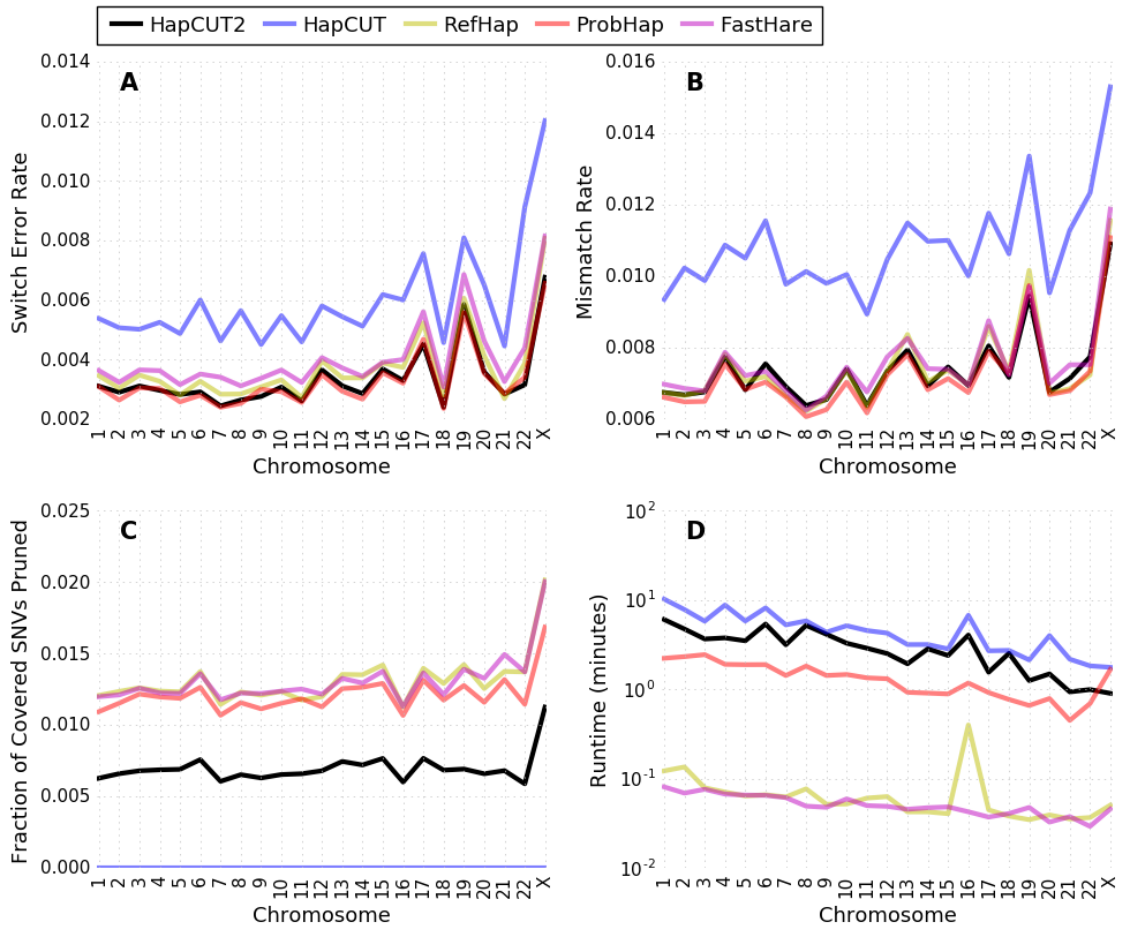 HapCUT2 HapCUT RefHap ProbHap FastHare
A
Switch Error Rate
0.014
0.012
0.010
0.008
0.006
0.004
0.002
1 2 3 4 5 6 7 8 9 10 11 12 13 14 15 16 17 18 19 20 21 22 X
Chromosome
B
Mismatch Rate
0.016
0.014
0.012
0.010
0.008
0.006
1 2 3 4 5 6 7 8 9 10 11 12 13 14 15 16 17 18 19 20 21 22 X
Chromosome
C
Fraction of Covered SNVs Pruned
0.025
0.020
0.015
0.010
0.005
0.000
1 2 3 4 5 6 7 8 9 10 11 12 13 14 15 16 17 18 19 20 21 22 X
Chromosome
D
Runtime (minutes)
10²
10¹
10⁰
10⁻¹
10⁻²
1 2 3 4 5 6 7 8 9 10 11 12 13 14 15 16 17 18 19 20 21 22 X
Chromosome